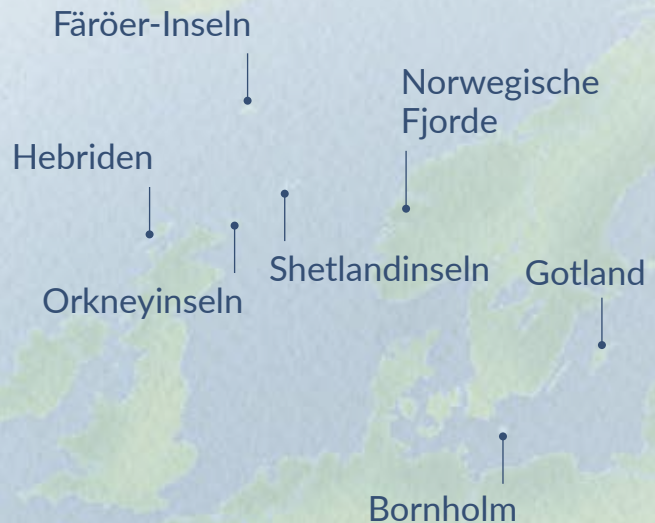 Färöer-Inseln
Norwegische
Fjorde
Hebriden
Shetlandinseln
Gotland
Orkneyinseln
Bornholm